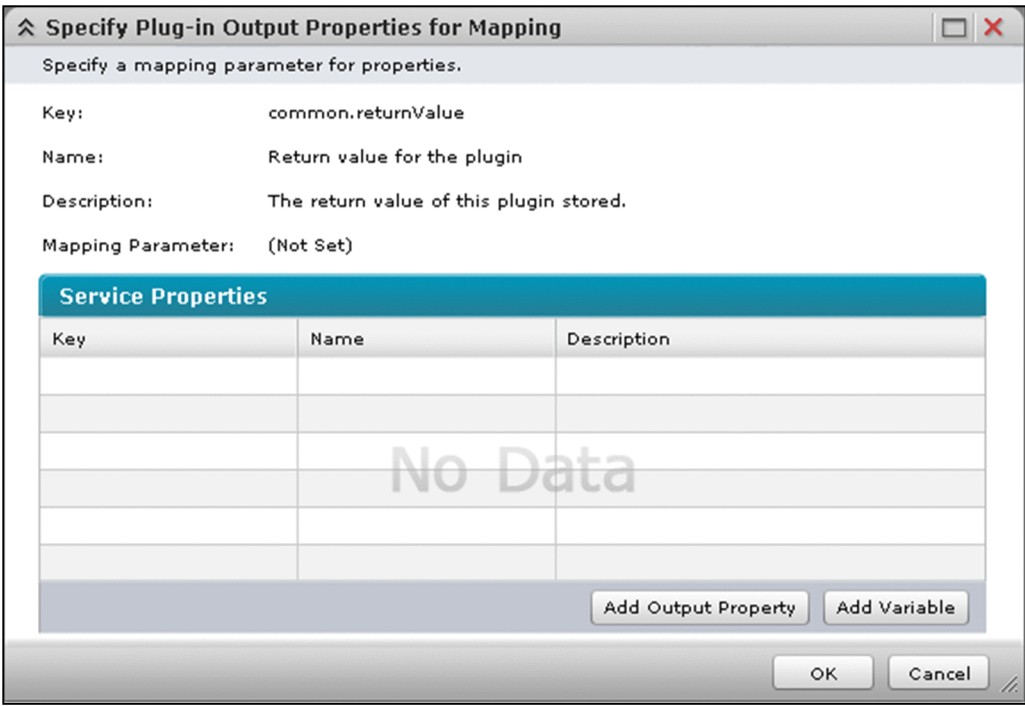 Specify Plug-in Output Properties for Mapping
Specify a mapping parameter for properties.
Key: common.returnValue
Name: Return value for the plugin
Description: The return value of this plugin stored.
Mapping Parameter: (Not Set)
Service Properties
Key Name Description
No Data
Add Output Property Add Variable
OK Cancel